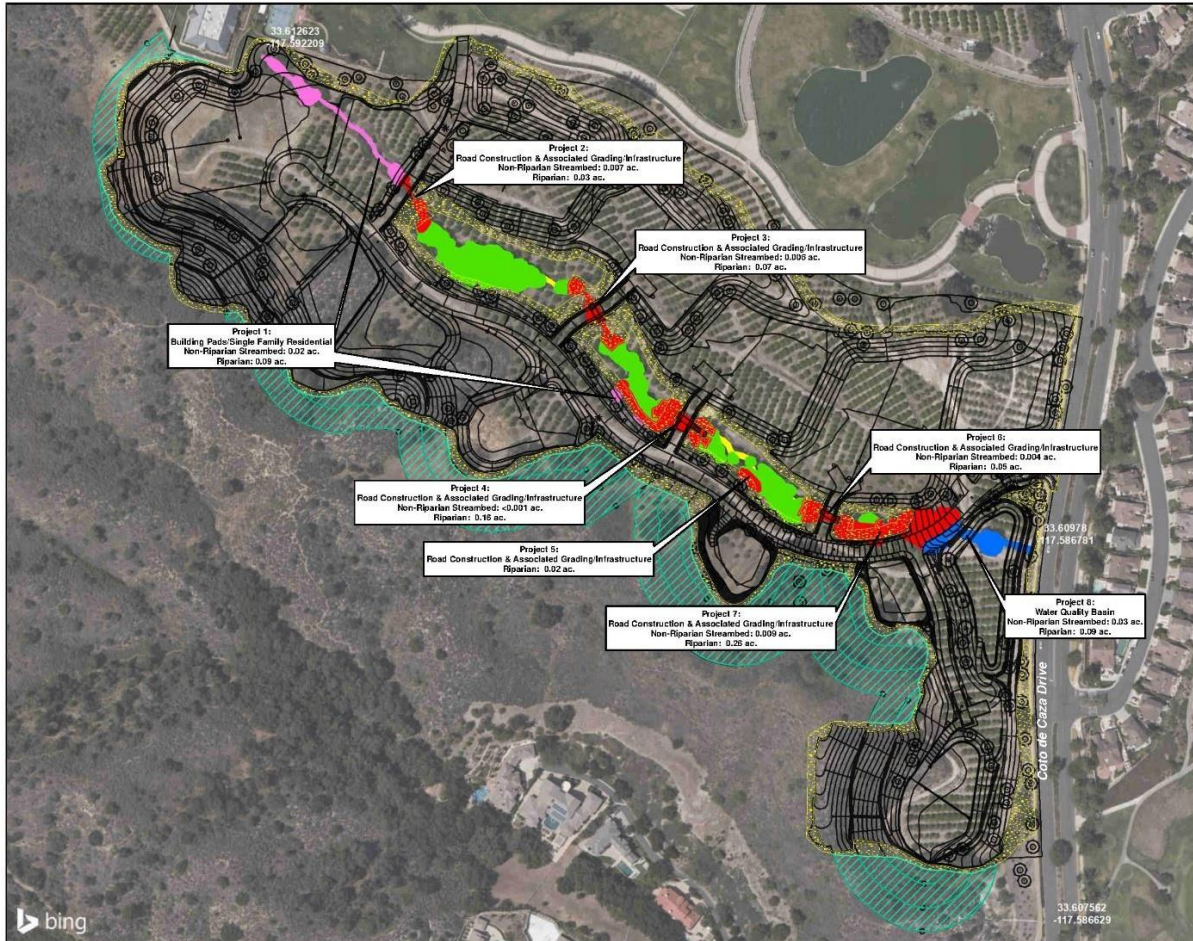 33.612623
-117.592209
Project 2:
Road Construction & Associated Grading/Infrastructure
Non-Riparian Streambed: 0.007 ac.
Riparian: 0.03 ac.
Project 3:
Road Construction & Associated Grading/Infrastructure
Non-Riparian Streambed: 0.006 ac.
Riparian: 0.07 ac.
Project 1:
Building Pads/Single Family Residential
Non-Riparian Streambed: 0.02 ac.
Riparian: 0.09 ac.
Project 6:
Road Construction & Associated Grading/Infrastructure
Non-Riparian Streambed: 0.004 ac.
Riparian: 0.05 ac.
Project 4:
Road Construction & Associated Grading/Infrastructure
Non-Riparian Streambed: <0.001 ac.
Riparian: 0.16 ac.
33.60978
-117.586781
Project 5:
Road Construction & Associated Grading/Infrastructure
Riparian: 0.02 ac.
Project 7:
Road Construction & Associated Grading/Infrastructure
Non-Riparian Streambed: 0.009 ac.
Riparian: 0.26 ac.
Project 8:
Water Quality Basin
Non-Riparian Streambed: 0.03 ac.
Riparian: 0.09 ac.
Coto de Caza Drive
33.607562
-117.586629
bing